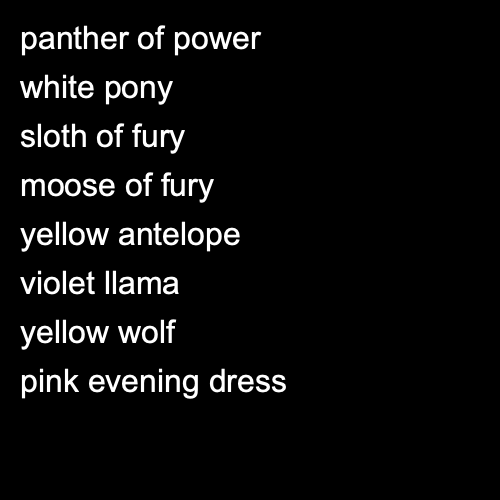 panther of power
white pony
sloth of fury
moose of fury
yellow antelope
violet llama
yellow wolf
pink evening dress